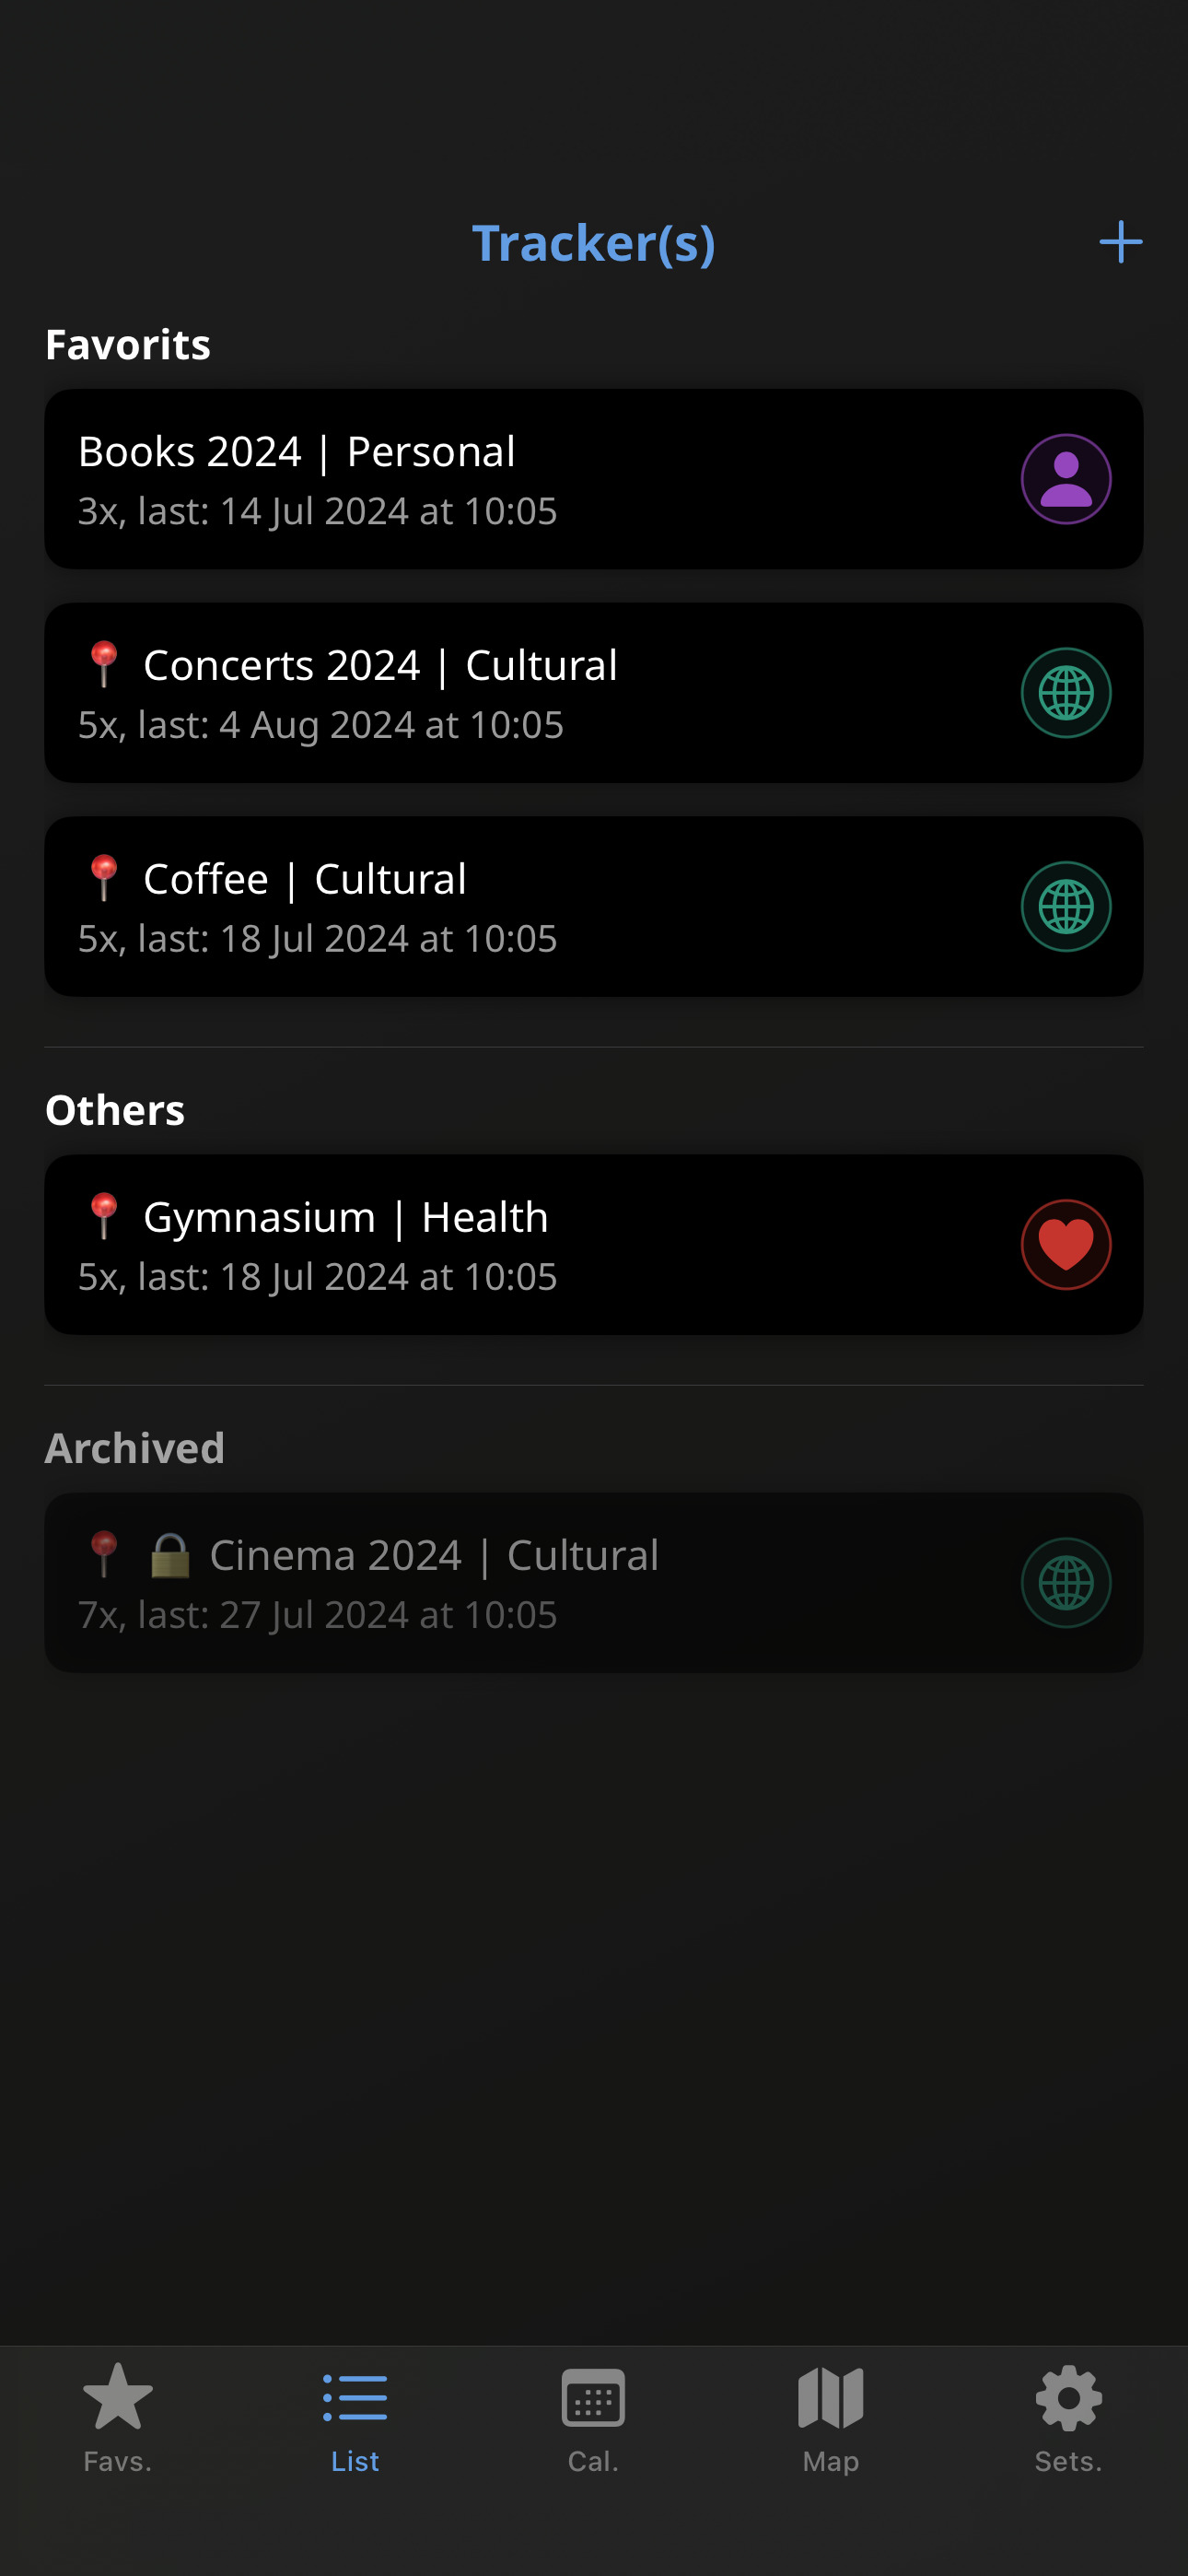 Tracker(s)
Favorits
Books 2024 | Personal
3x, last: 14 Jul 2024 at 10:05
📍 Concerts 2024 | Cultural
5x, last: 4 Aug 2024 at 10:05
📍 Coffee | Cultural
5x, last: 18 Jul 2024 at 10:05
Others
📍 Gymnasium | Health
5x, last: 18 Jul 2024 at 10:05
Archived
📍 🔒 Cinema 2024 | Cultural
7x, last: 27 Jul 2024 at 10:05
Favs.
List
Cal.
Map
Sets.